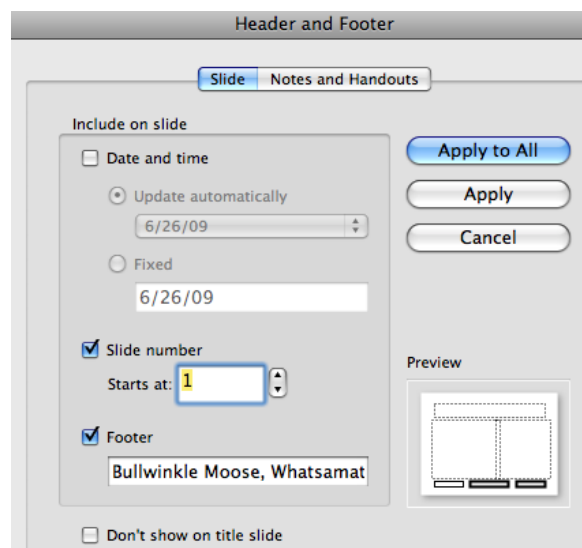 Header and Footer
Slide Notes and Handouts
Include on slide
Date and time
Update automatically
6/26/09
Fixed
6/26/09
Slide number
Starts at: 1
Footer
Bullwinkle Moose, Whatsamat
Don't show on title slide
Apply to All
Apply
Cancel
Preview